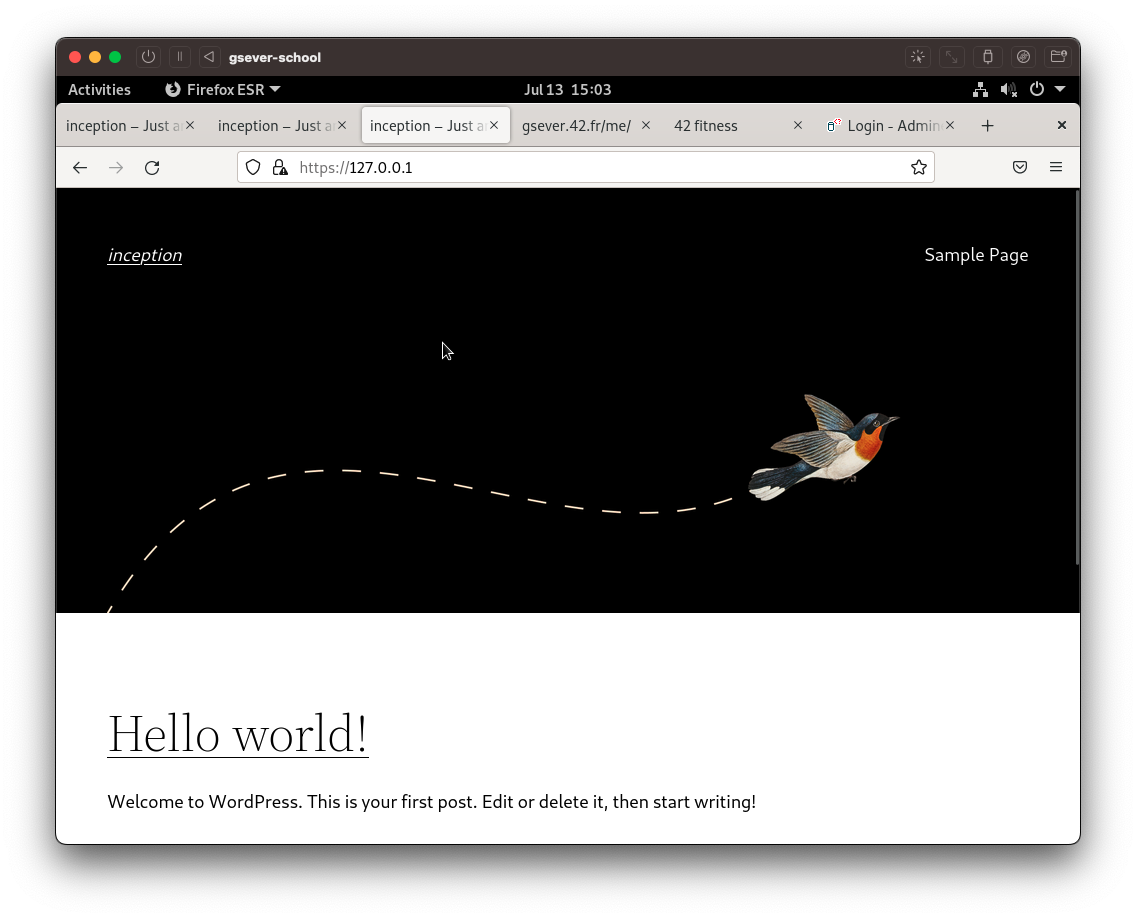 gsever-school
Activities Firefox ESR Jul 13 15:03
inception – Just a inception – Just a inception – Just a gsever.42.fr/me/ 42 fitness Login - Admin
https://127.0.0.1
inception Sample Page
Hello world!
Welcome to WordPress. This is your first post. Edit or delete it, then start writing!